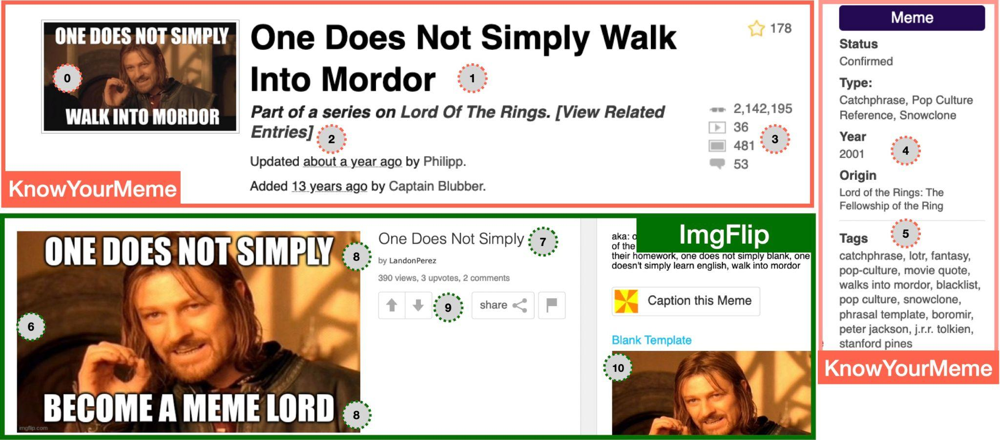 ONE DOES NOT SIMPLY
0
WALK INTO MORDOR
One Does Not Simply Walk
Into Mordor
1
Part of a series on Lord Of The Rings. [View Related
Entries]
2
Updated about a year ago by Philipp.
Added 13 years ago by Captain Blubber.
178
2,142,195
36
481
3
53
KnowYourMeme
Meme
Status
Confirmed
Type:
Catchphrase, Pop Culture
Reference, Snowclone
Year
2001
4
Origin
Lord of the Rings: The
Fellowship of the Ring
5
Tags
catchphrase, lotr, fantasy,
pop-culture, movie quote,
walks into mordor, blacklist,
pop culture, snowclone,
phrasal template, boromir,
peter jackson, j.r.r. tolkien,
stanford pines
KnowYourMeme
ONE DOES NOT SIMPLY
8
6
BECOME A MEME LORD
8
imgflip.com
One Does Not Simply
7
by LandonPerez
390 views, 3 upvotes, 2 comments
9
share
ImgFlip
aka: o
of the
their homework, one does not simply blank, one
doesn't simply learn english, walk into mordor
Caption this Meme
Blank Template
10